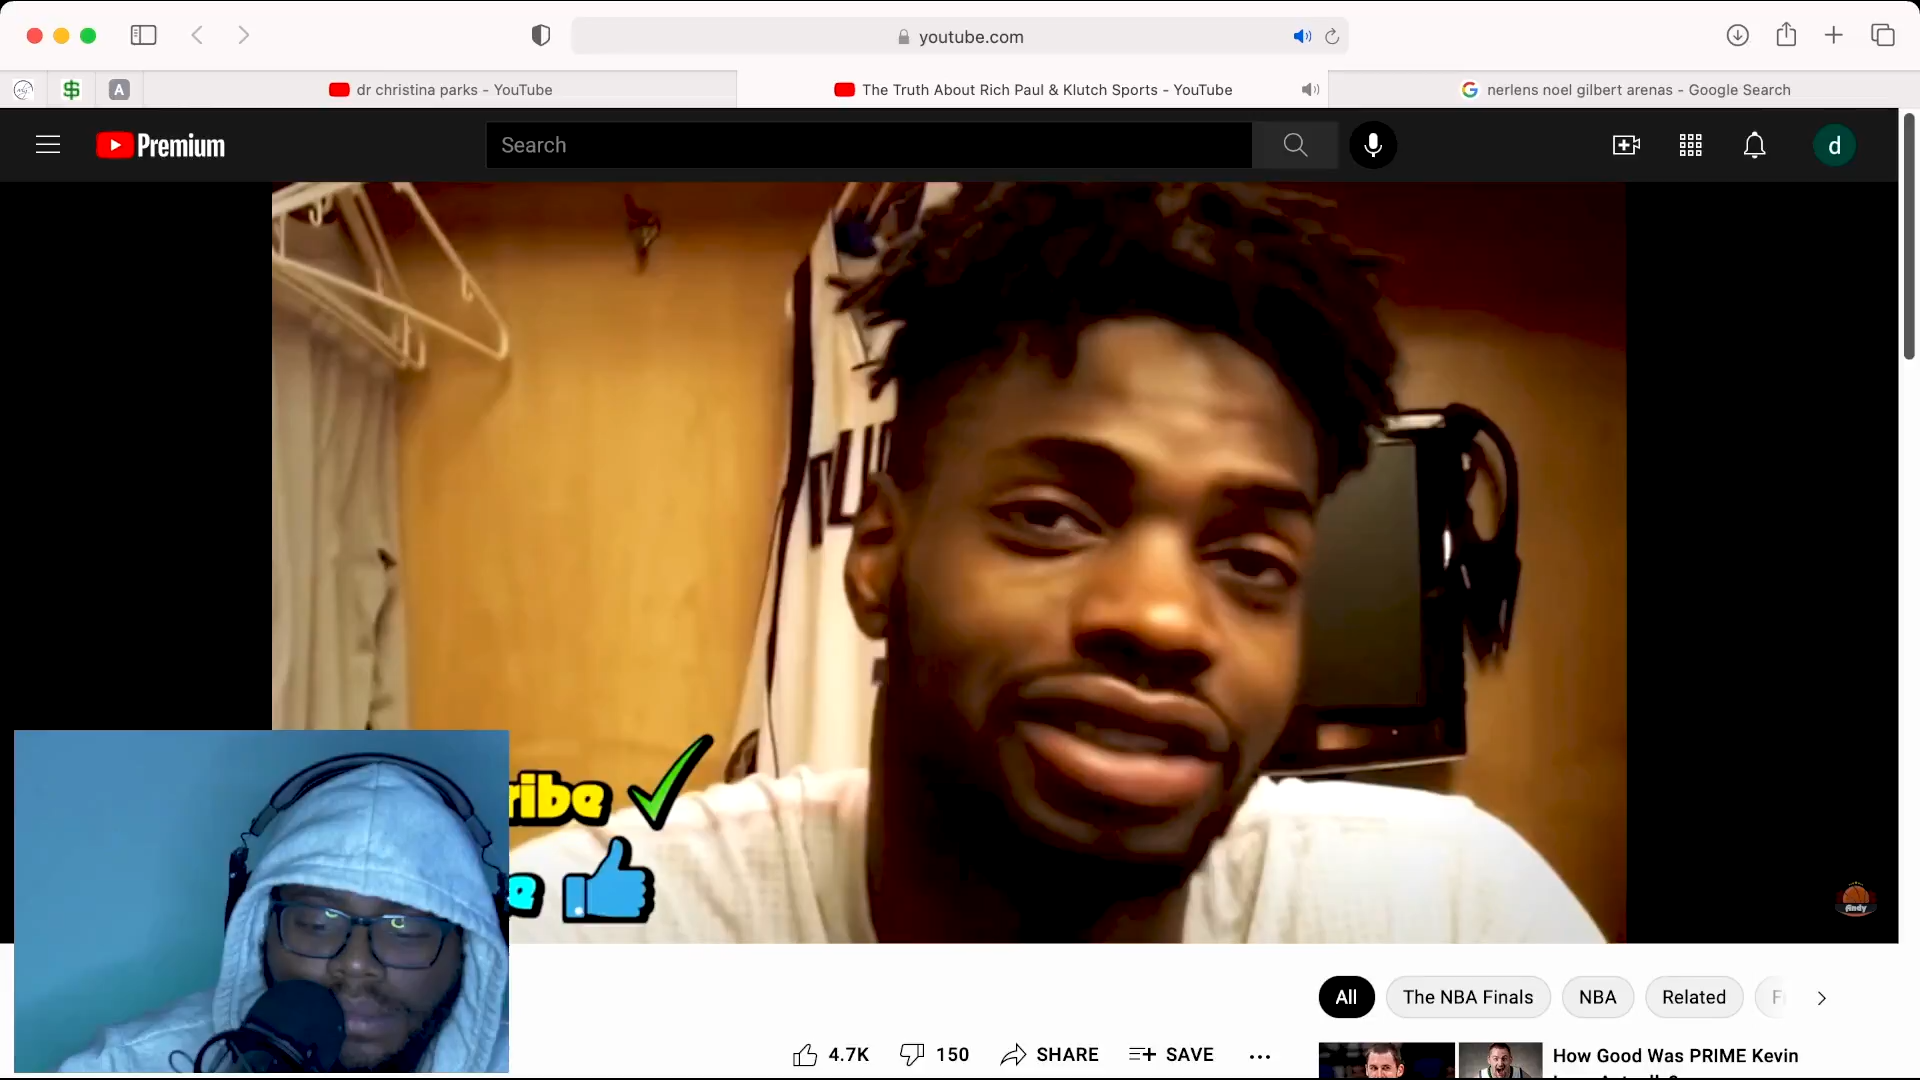 youtube.com
A
dr christina parks - YouTube
The Truth About Rich Paul & Klutch Sports - YouTube
nerlens noel gilbert arenas - Google Search
Premium
Search
d
ribe
e
Andy
All
The NBA Finals
NBA
Related
4.7K
150
SHARE
SAVE
...
How Good Was PRIME Kevin